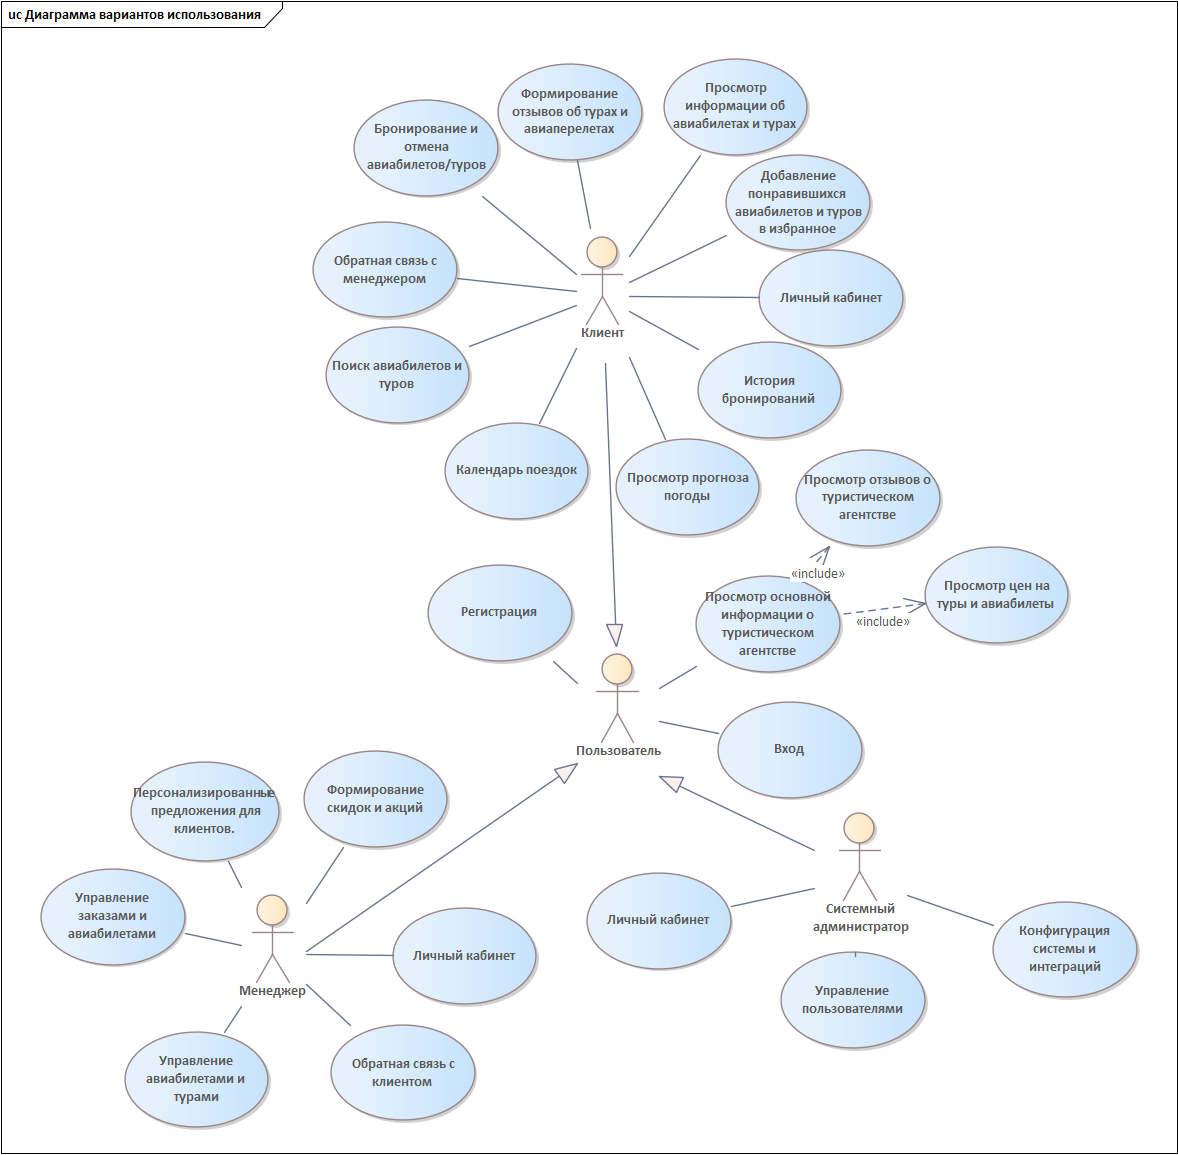 uc Диаграмма вариантов использования
Формирование
отзывов об турах и
авиаперелетах
Просмотр
информации об
авиабилетах и турах
Бронирование и
отмена
авиабилетов/туров
Добавление
понравившихся
авиабилетов и туров
в избранное
Обратная связь с
менеджером
Личный кабинет
Клиент
Поиск авиабилетов и
туров
История
бронирований
Календарь поездок
Просмотр прогноза
погоды
Просмотр отзывов о
туристическом
агентстве
«include»
Просмотр цен на
туры и авиабилеты
«include»
Регистрация
Просмотр основной
информации о
туристическом
агентстве
Пользователь
Вход
Персонализированные
предложения для
клиентов.
Формирование
скидок и акций
Управление
заказами и
авиабилетами
Личный кабинет
Менеджер
Управление
авиабилетами и
турами
Обратная связь с
клиентом
Личный кабинет
Системный
администратор
Конфигурация
системы и
интеграций
Управление
пользователями